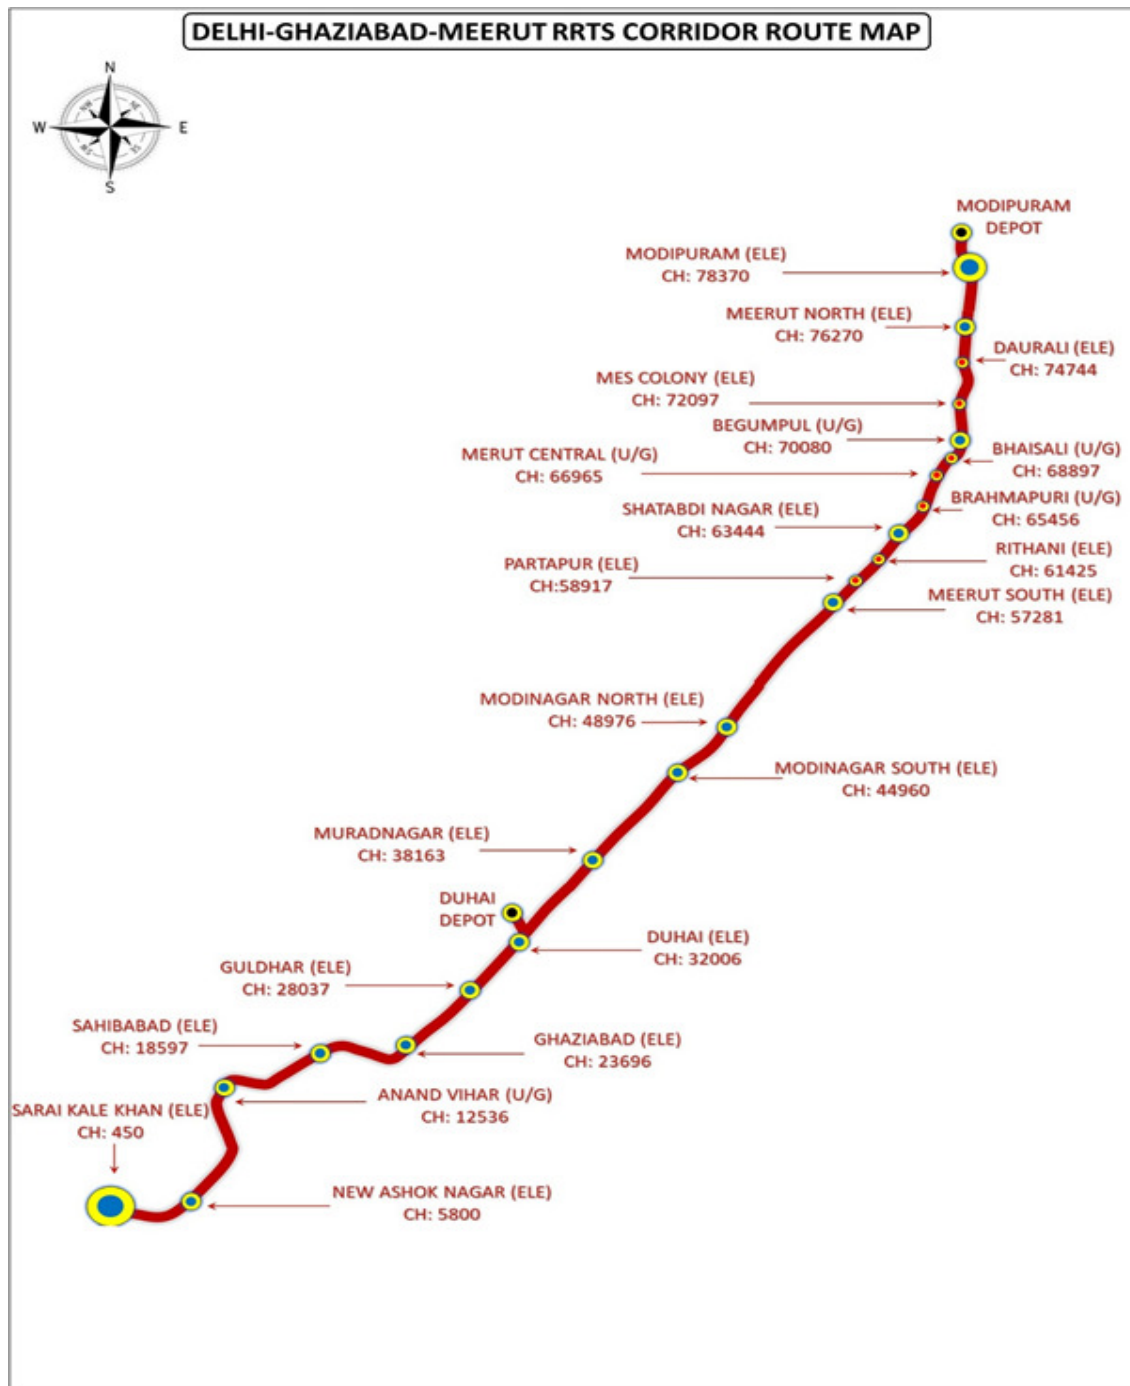 DELHI-GHAZIABAD-MEERUT RRTS CORRIDOR ROUTE MAP
N
NW
NE
W
E
SW
SE
S
MODIPURAM
DEPOT
MODIPURAM (ELE)
CH: 78370
MEERUT NORTH (ELE)
CH: 76270
DAURALI (ELE)
CH: 74744
MES COLONY (ELE)
CH: 72097
BEGUMPUL (U/G)
CH: 70080
BHAISALI (U/G)
CH: 68897
MERUT CENTRAL (U/G)
CH: 66965
BRAHMAPURI (U/G)
CH: 65456
SHATABDI NAGAR (ELE)
CH: 63444
RITHANI (ELE)
CH: 61425
PARTAPUR (ELE)
CH:58917
MEERUT SOUTH (ELE)
CH: 57281
MODINAGAR NORTH (ELE)
CH: 48976
MODINAGAR SOUTH (ELE)
CH: 44960
MURADNAGAR (ELE)
CH: 38163
DUHAI
DEPOT
DUHAI (ELE)
CH: 32006
GULDHAR (ELE)
CH: 28037
SAHIBABAD (ELE)
CH: 18597
GHAZIABAD (ELE)
CH: 23696
ANAND VIHAR (U/G)
CH: 12536
SARAI KALE KHAN (ELE)
CH: 450
NEW ASHOK NAGAR (ELE)
CH: 5800